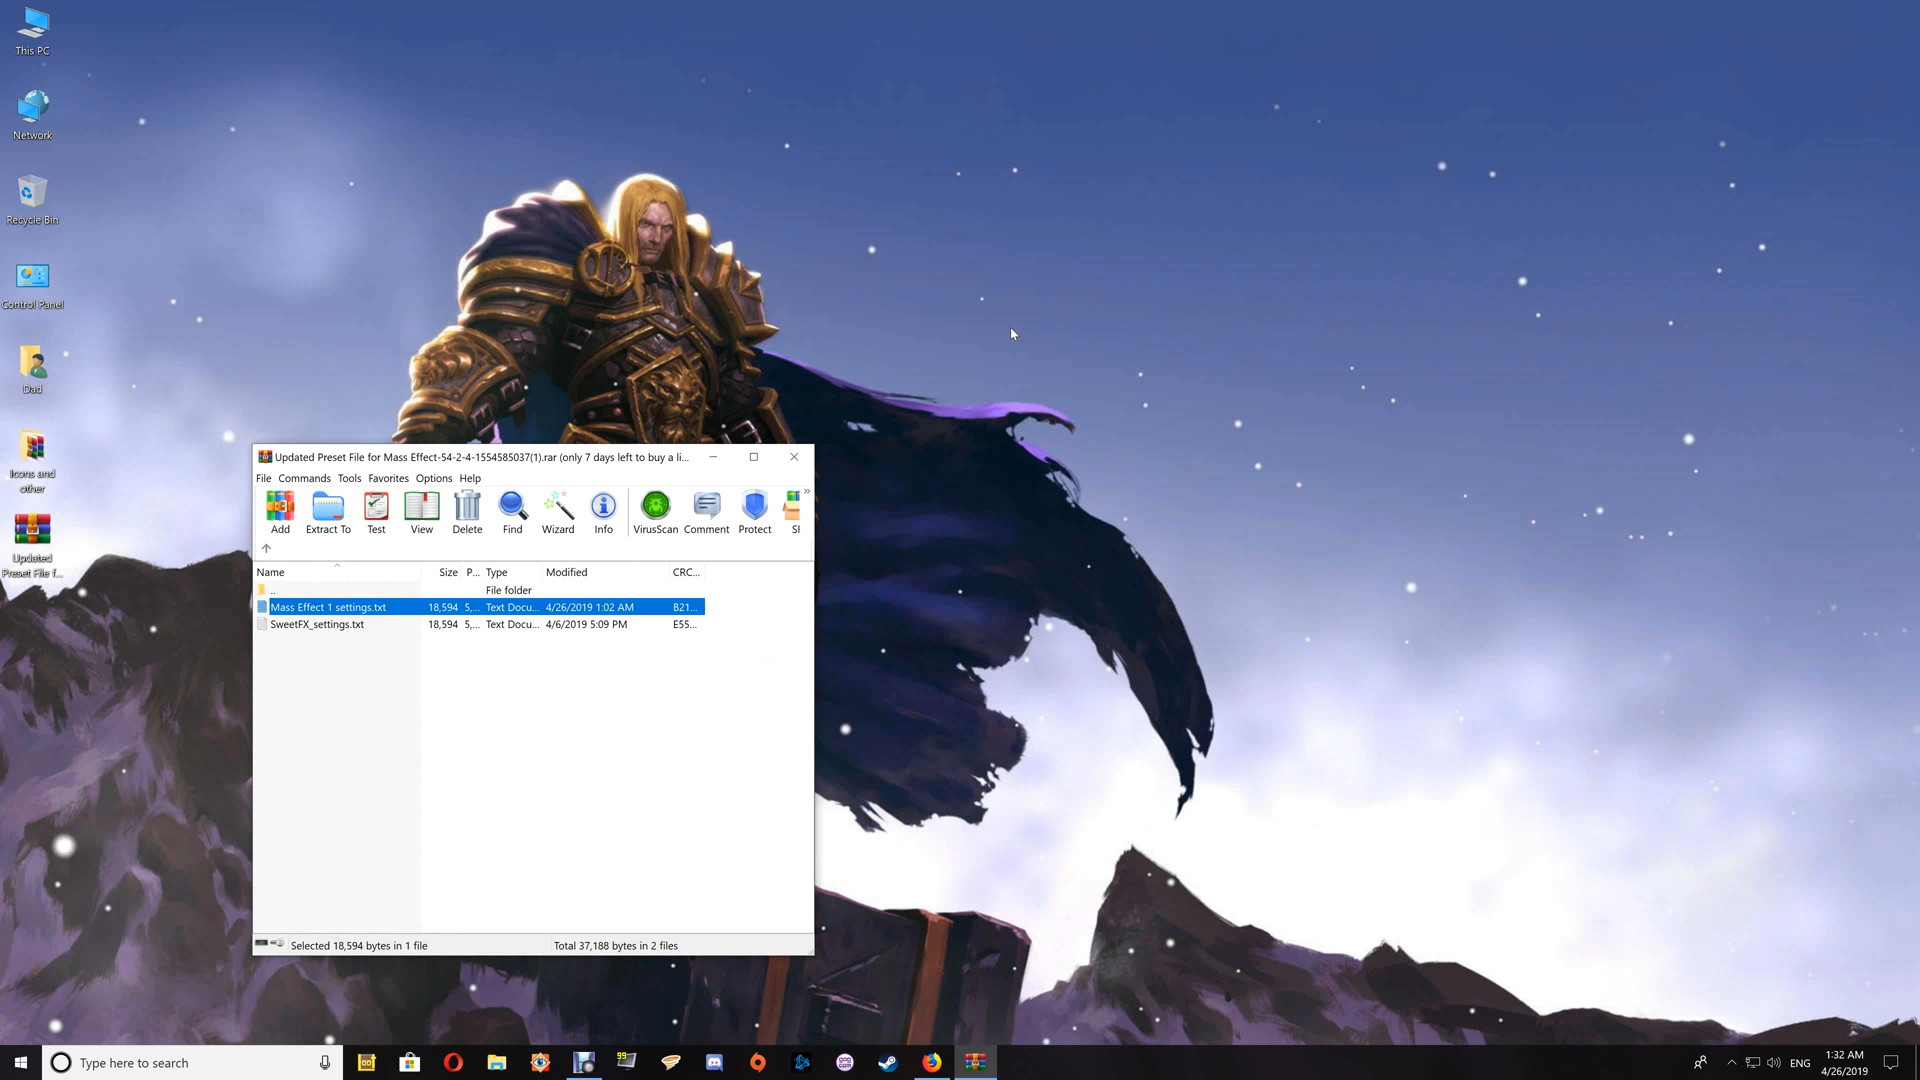 This PC
Network
Recycle Bin
Control Panel
Dad
Icons and
other
Updated
Preset File f...
Updated Preset File for Mass Effect-54-2-4-1554585037(1).rar (only 7 days left to buy a li...
File Commands Tools Favorites Options Help
Add Extract To Test View Delete Find Wizard Info VirusScan Comment Protect SF
Name Size P... Type Modified CRC...
.. File folder
Mass Effect 1 settings.txt 18,594 5,... Text Docu... 4/26/2019 1:02 AM B21...
SweetFX_settings.txt 18,594 5,... Text Docu... 4/6/2019 5:09 PM E55...
Selected 18,594 bytes in 1 file Total 37,188 bytes in 2 files
Type here to search
99
GOG
COM
ENG
1:32 AM
4/26/2019